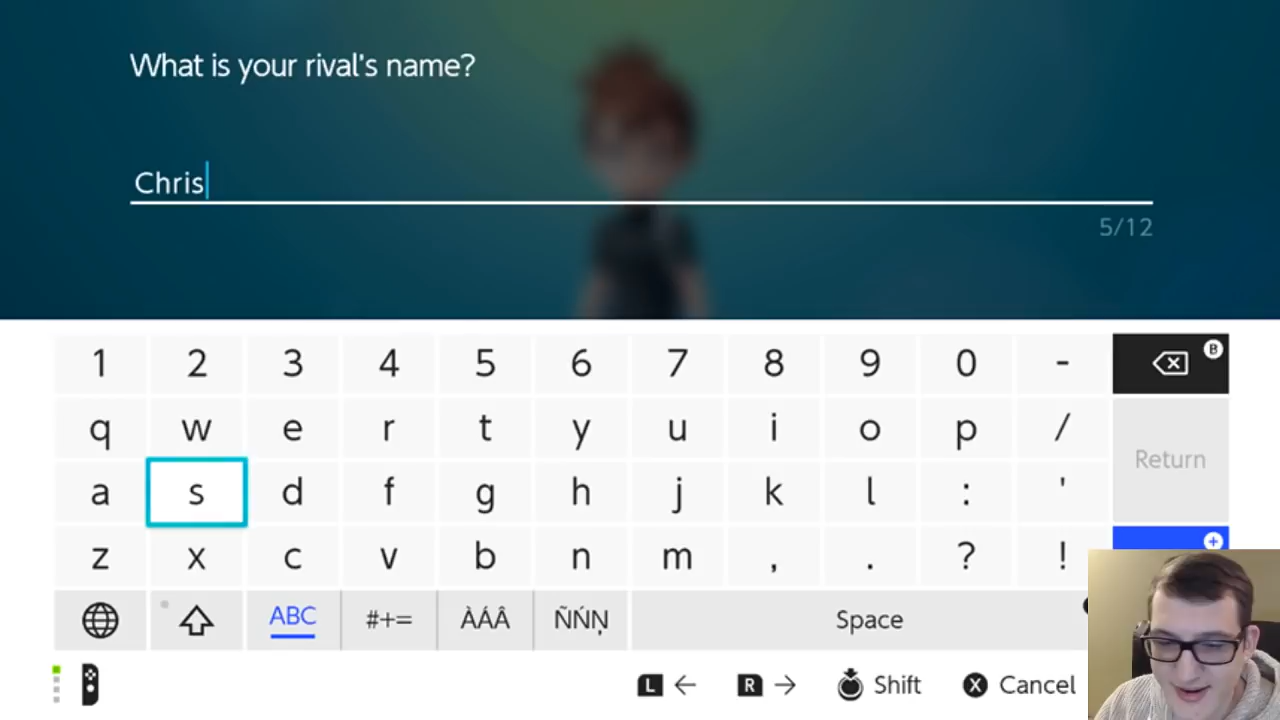 What is your rival's name?
Chris
5/12
1 2 3 4 5 6 7 8 9 0 - B
q w e r t y u i o p /
Return
a s d f g h j k l : '
z x c v b n m , . ? ! +
ABC #+= ÀÁÂ ÑŃŅ Space
L ← R → Shift X Cancel